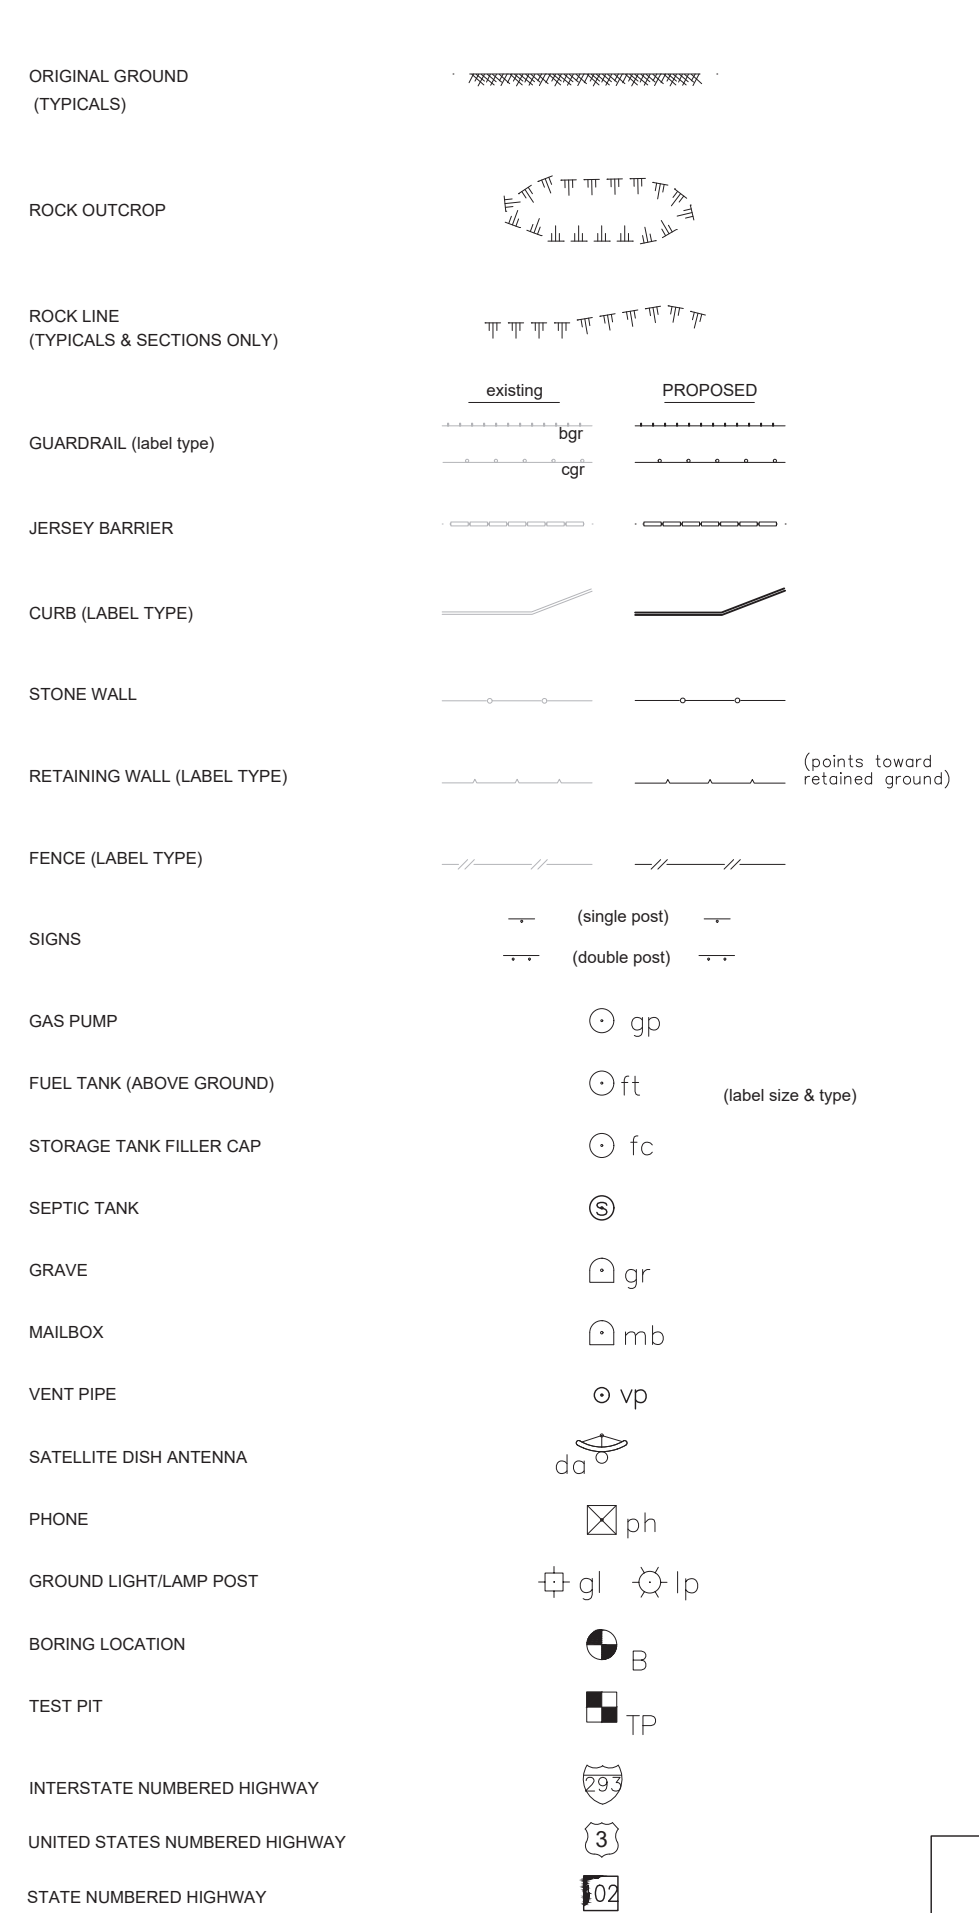 ORIGINAL GROUND
(TYPICALS)
ROCK OUTCROP
ROCK LINE
(TYPICALS & SECTIONS ONLY)
existing PROPOSED
GUARDRAIL (label type)
bgr
cgr
JERSEY BARRIER
CURB (LABEL TYPE)
STONE WALL
RETAINING WALL (LABEL TYPE)
(points toward
retained ground)
FENCE (LABEL TYPE)
SIGNS
(single post)
(double post)
GAS PUMP gp
FUEL TANK (ABOVE GROUND) ft (label size & type)
STORAGE TANK FILLER CAP fc
SEPTIC TANK S
GRAVE gr
MAILBOX mb
VENT PIPE vp
SATELLITE DISH ANTENNA da
PHONE ph
GROUND LIGHT/LAMP POST gl lp
BORING LOCATION B
TEST PIT TP
INTERSTATE NUMBERED HIGHWAY 293
UNITED STATES NUMBERED HIGHWAY 3
STATE NUMBERED HIGHWAY